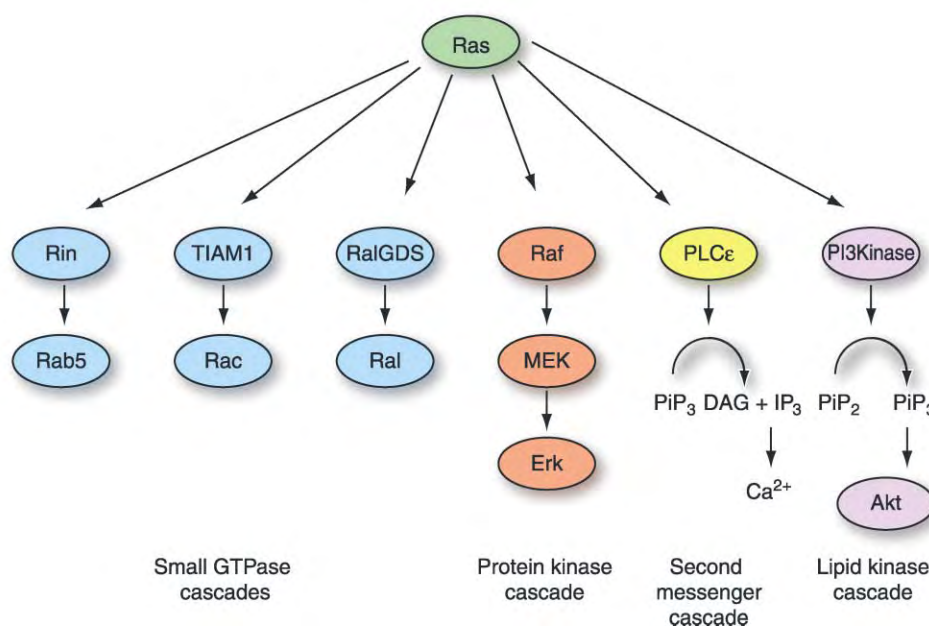 Ras
Rin TIAM1 RalGDS Raf PLCε PI3Kinase
Rab5 Rac Ral MEK
PiP3 DAG + IP3 PiP2 PiP3
Erk
Ca2+
Akt
Small GTPase
cascades
Protein kinase
cascade
Second
messenger
cascade
Lipid kinase
cascade